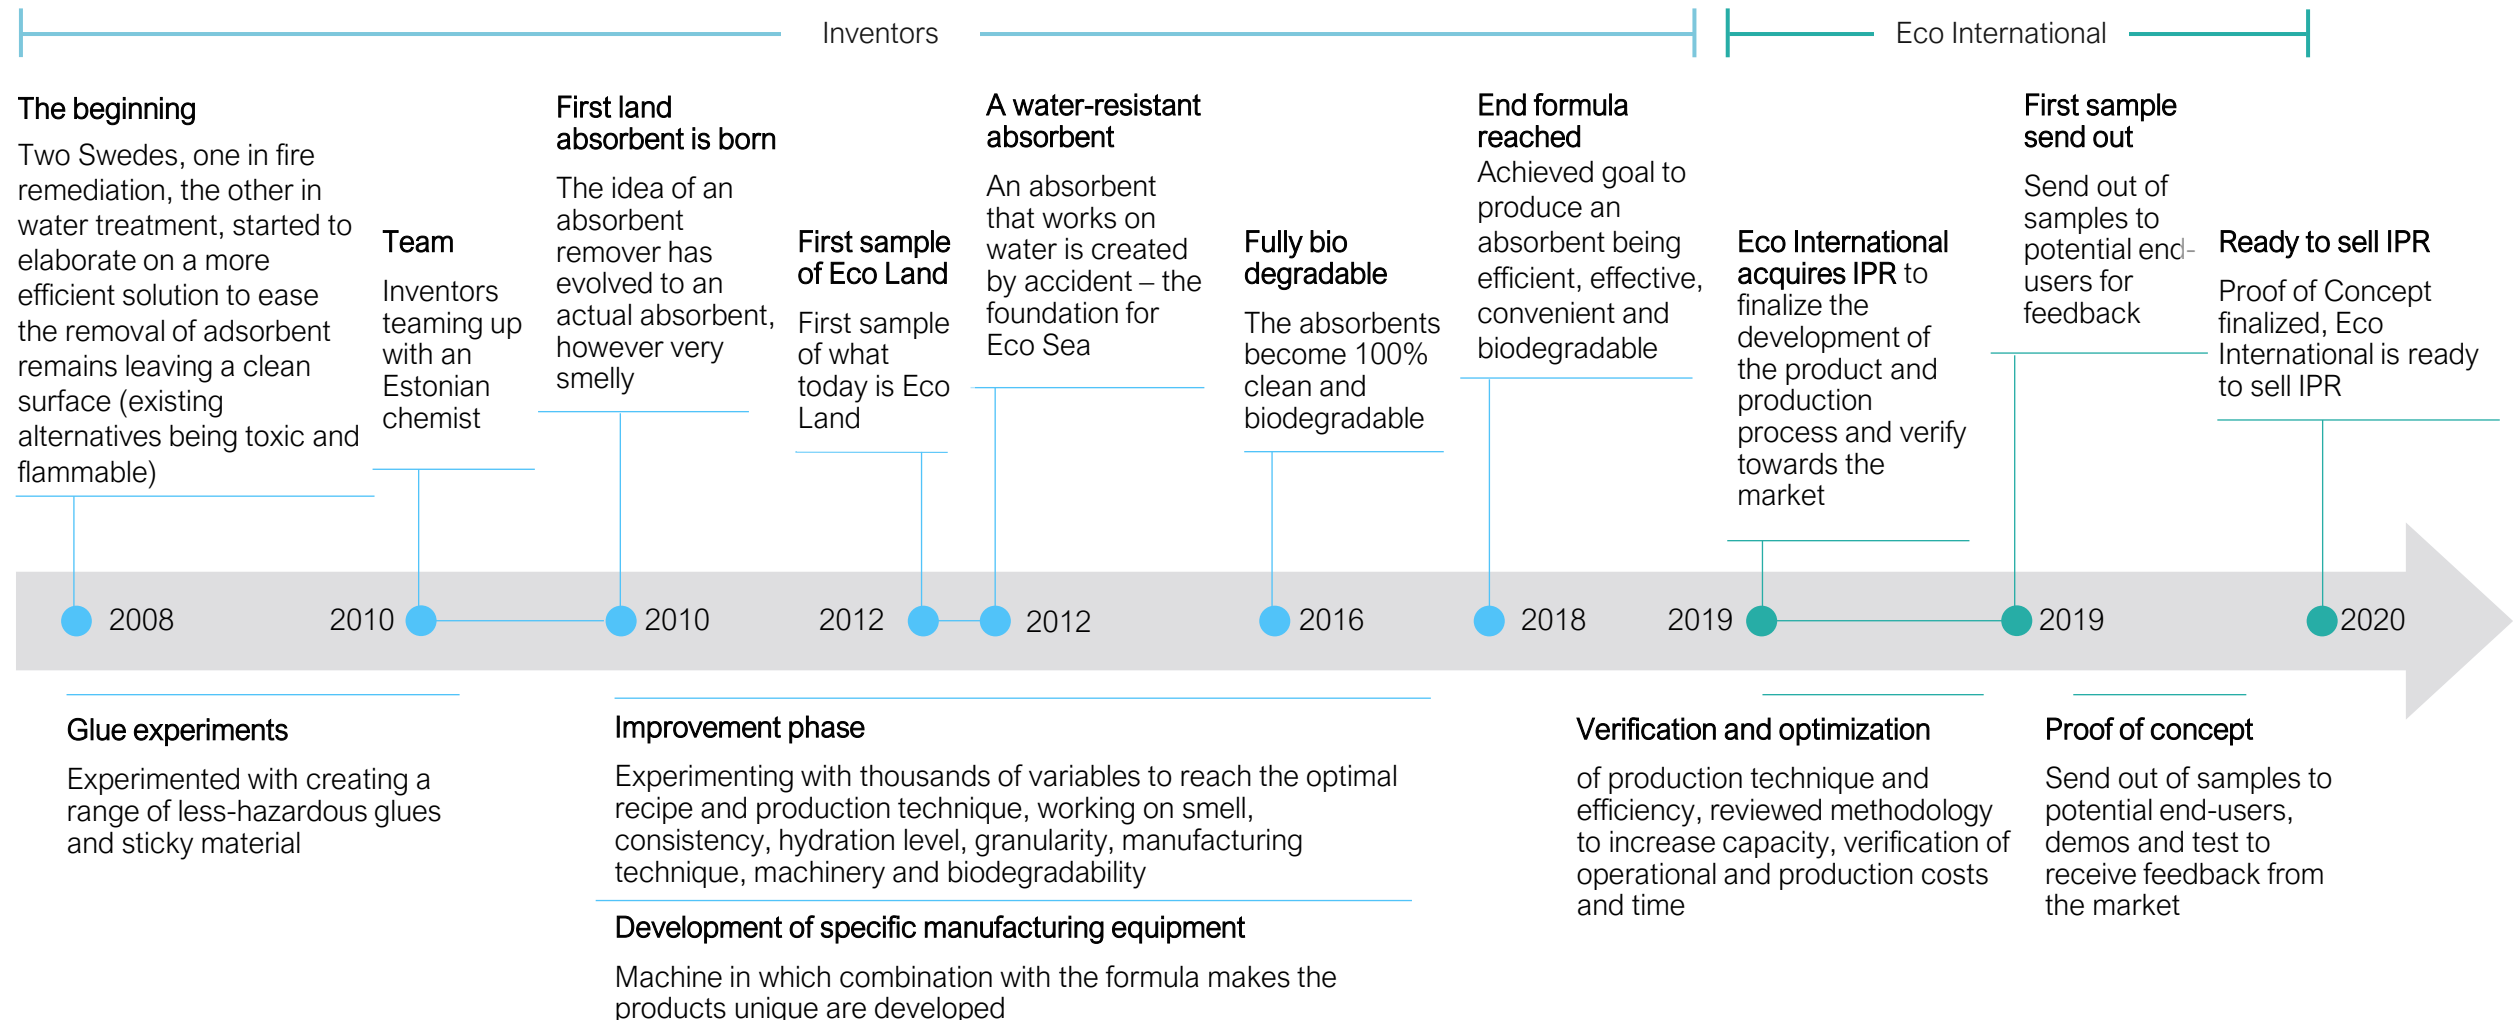 Inventors
Eco International
The beginning
Two Swedes, one in fire
remediation, the other in
water treatment, started to
elaborate on a more
efficient solution to ease
the removal of adsorbent
remains leaving a clean
surface (existing
alternatives being toxic and
flammable)
Team
Inventors
teaming up
with an
Estonian
chemist
First land
absorbent is born
The idea of an
absorbent
remover has
evolved to an
actual absorbent,
however very
smelly
First sample
of Eco Land
First sample
of what
today is Eco
Land
A water-resistant
absorbent
An absorbent
that works on
water is created
by accident – the
foundation for
Eco Sea
Fully bio
degradable
The absorbents
become 100%
clean and
biodegradable
End formula
reached
Achieved goal to
produce an
absorbent being
efficient, effective,
convenient and
biodegradable
Eco International
acquires IPR to
finalize the
development of
the product and
production
process and verify
towards the
market
First sample
send out
Send out of
samples to
potential end-
users for
feedback
Ready to sell IPR
Proof of Concept
finalized, Eco
International is ready
to sell IPR
2008
2010
2010
2012
2012
2016
2018
2019
2019
2020
Glue experiments
Experimented with creating a
range of less-hazardous glues
and sticky material
Improvement phase
Experimenting with thousands of variables to reach the optimal
recipe and production technique, working on smell,
consistency, hydration level, granularity, manufacturing
technique, machinery and biodegradability
Development of specific manufacturing equipment
Machine in which combination with the formula makes the
products unique are developed
Verification and optimization
of production technique and
efficiency, reviewed methodology
to increase capacity, verification of
operational and production costs
and time
Proof of concept
Send out of samples to
potential end-users,
demos and test to
receive feedback from
the market